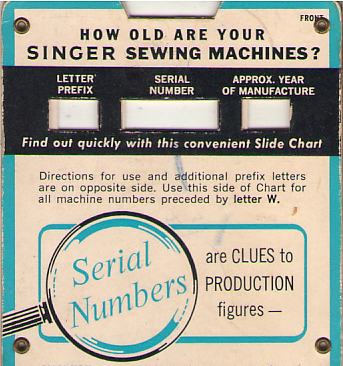 FRONT
HOW OLD ARE YOUR
SINGER SEWING MACHINES?
LETTER PREFIX
SERIAL NUMBER
APPROX. YEAR OF MANUFACTURE
Find out quickly with this convenient Slide Chart
Directions for use and additional prefix letters
are on opposite side. Use this side of Chart for
all machine numbers preceded by letter W.
Serial
Numbers
are CLUES to
PRODUCTION
figures —